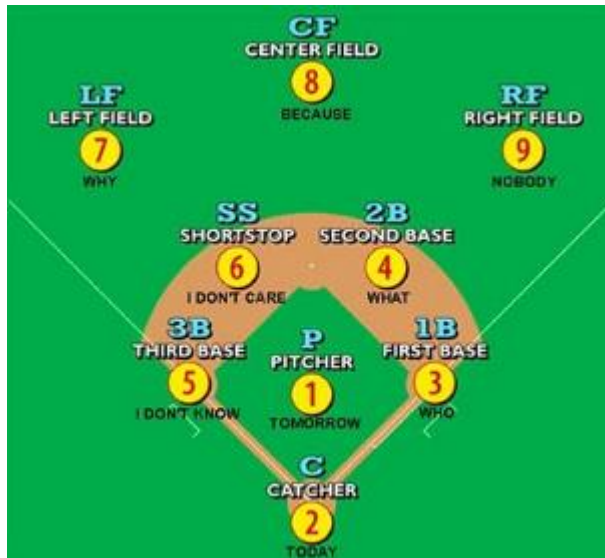 CF
CENTER FIELD
8
BECAUSE
LF
LEFT FIELD
7
WHY
RF
RIGHT FIELD
9
NOBODY
SS
SHORTSTOP
6
I DON'T CARE
2B
SECOND BASE
4
WHAT
3B
THIRD BASE
5
I DON'T KNOW
P
PITCHER
1
TOMORROW
1B
FIRST BASE
3
WHO
C
CATCHER
2
TODAY